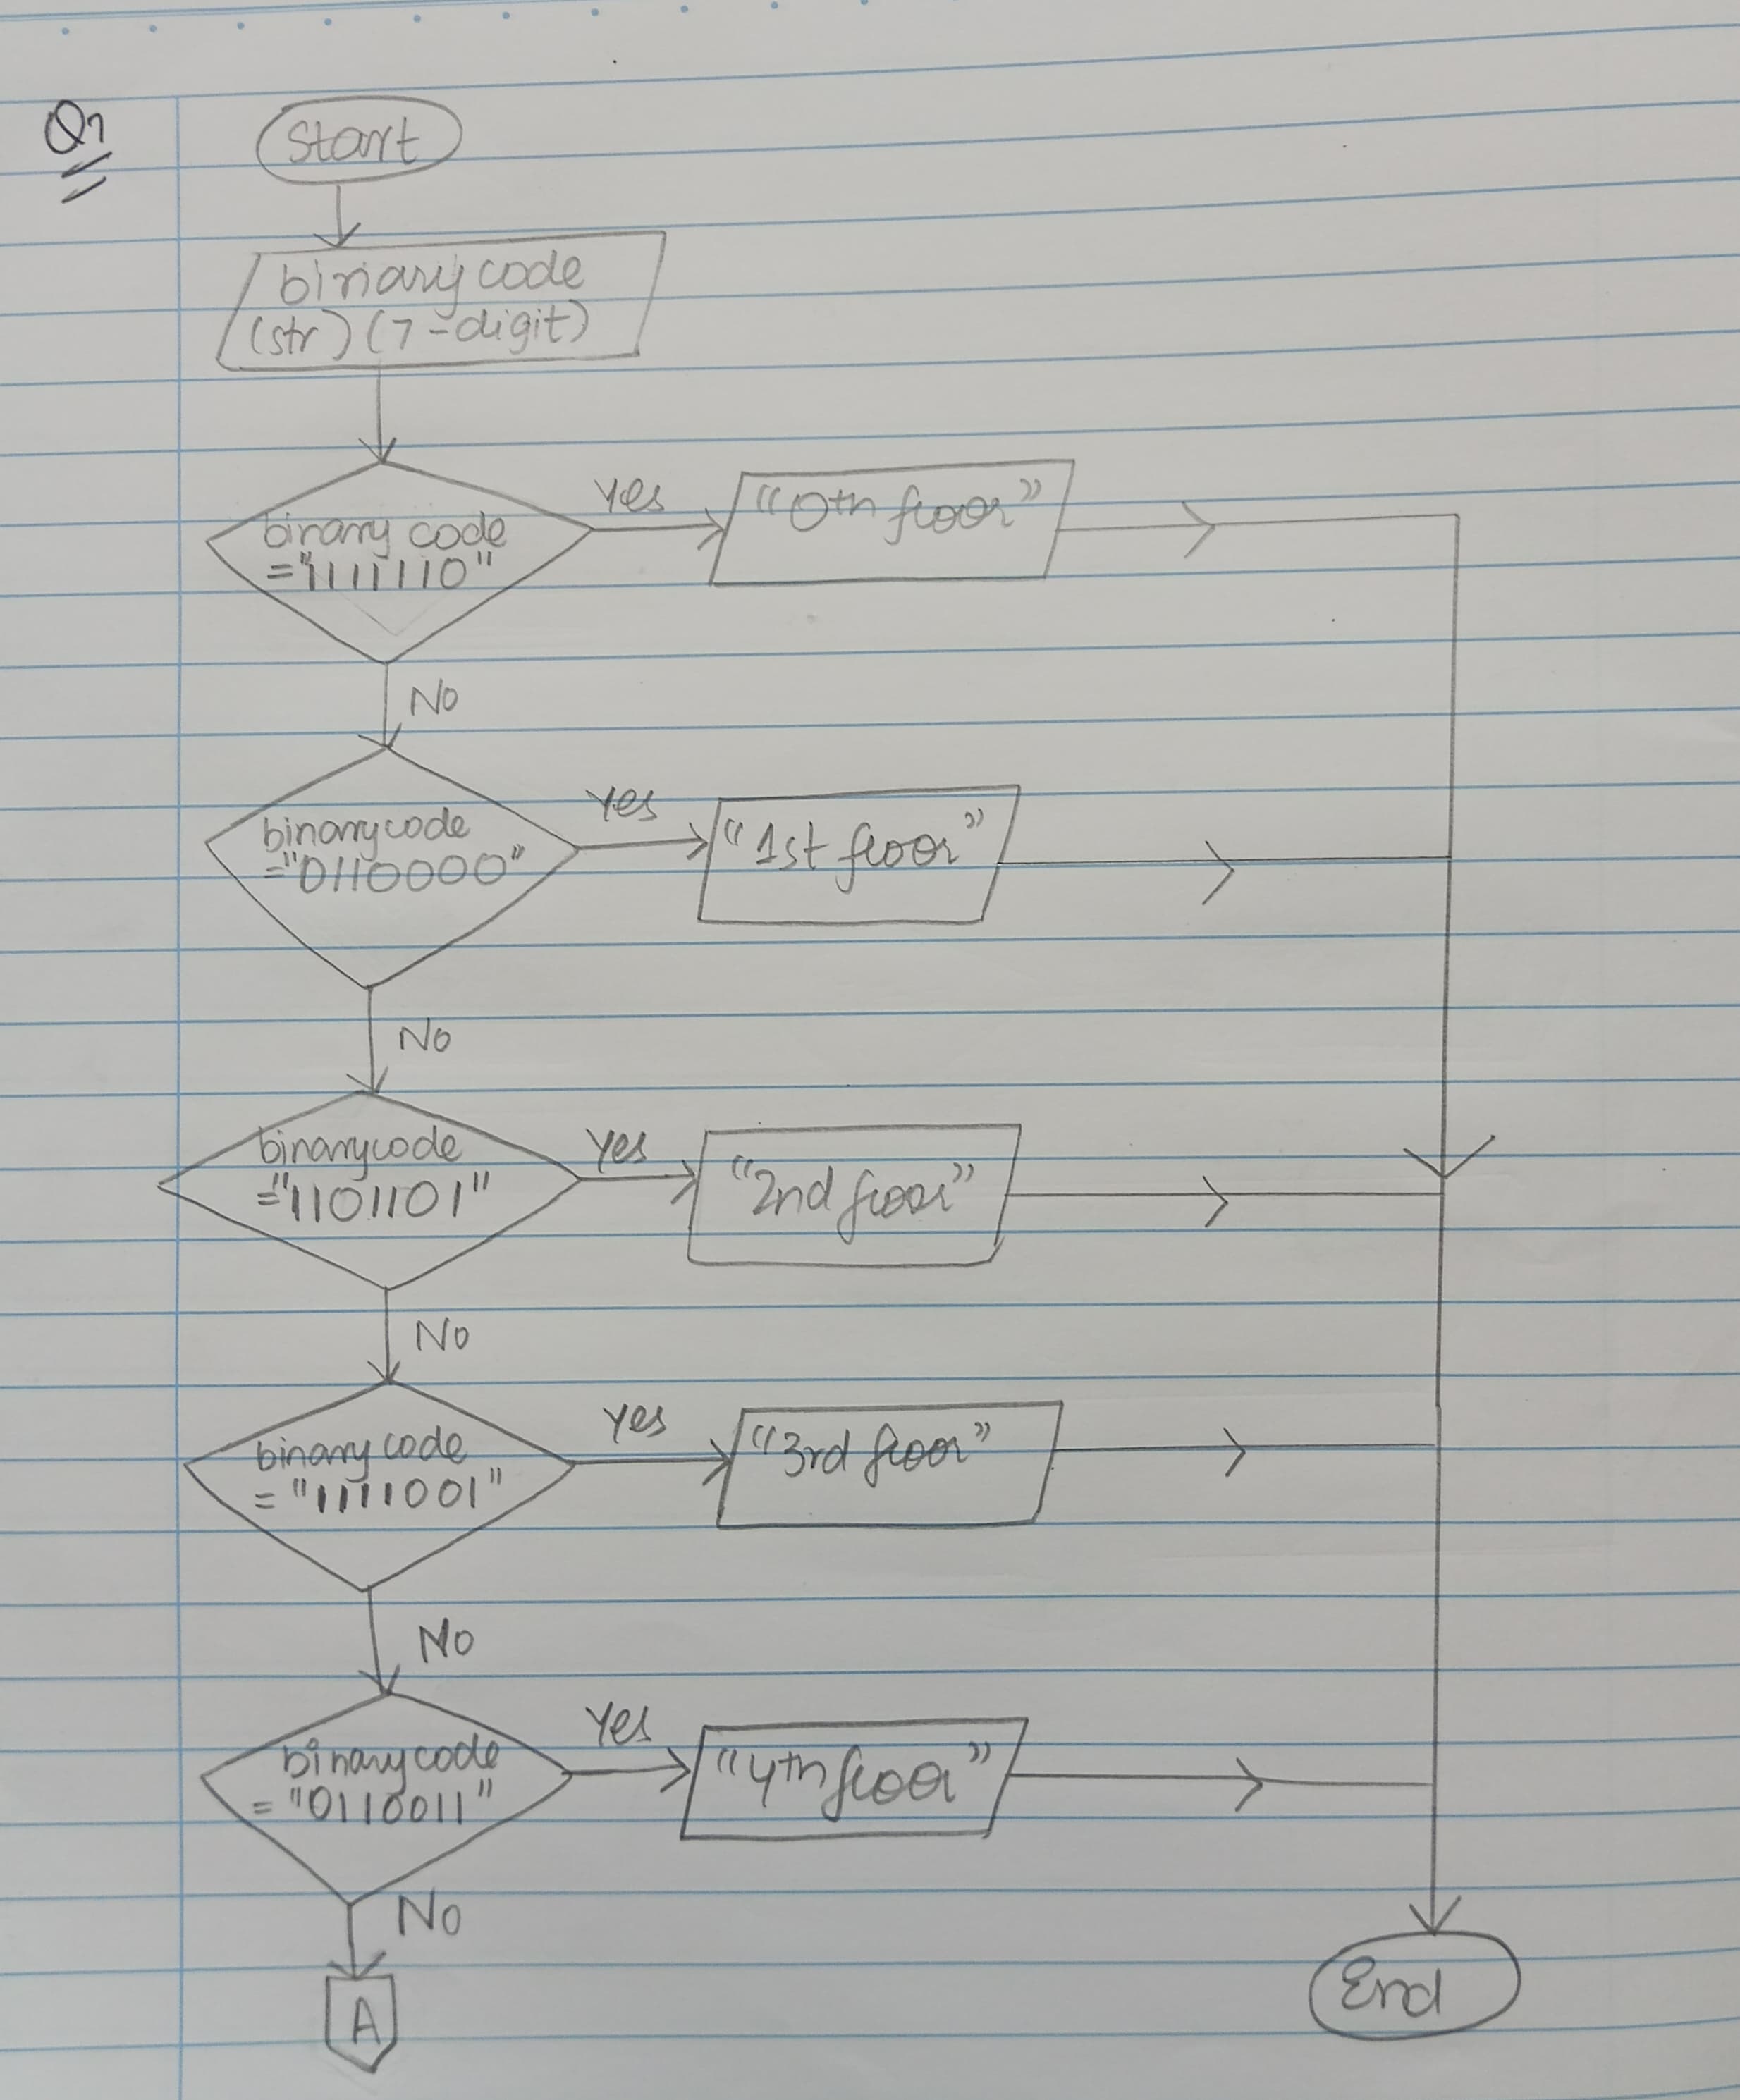 Q7
Start
binary code
(str) (7-digit)
binary code
="1111110"
Yes
"0th floor"
No
binarycode
="0110000"
Yes
"1st floor"
No
binarycode
="1101101"
Yes
"2nd floor"
No
binary code
= "1111001"
Yes
"3rd floor"
No
binarycode
= "0110011"
Yes
"4th floor"
No
A
End